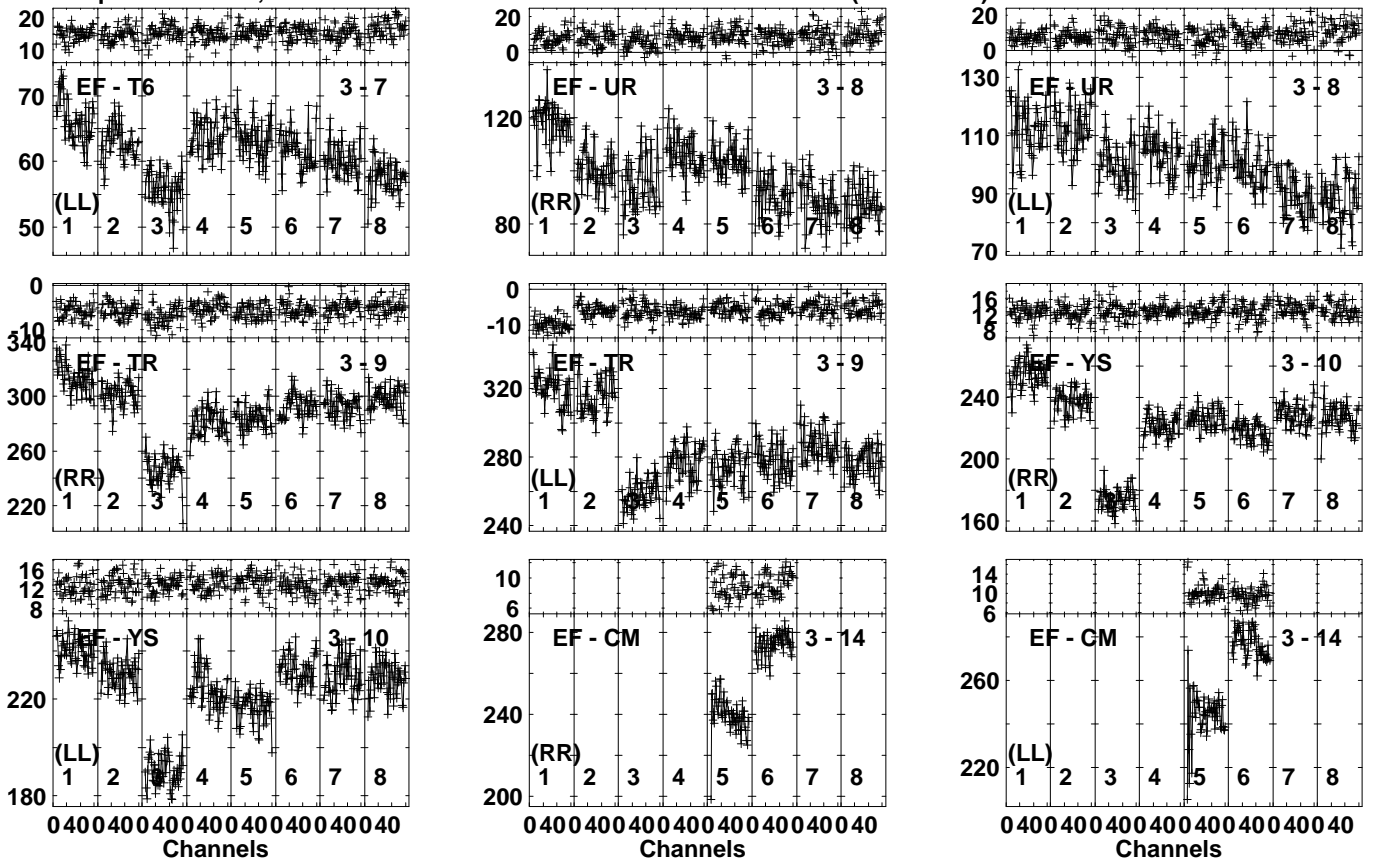 20 20 20
10 0 0
EF - T6 3 - 7
70
60
50
(LL)
1 2 3 4 5 6 7 8
EF - UR 3 - 8
120
80
(RR)
1 2 3 4 5 6 7 8
EF - UR 3 - 8
130
110
90
70
(LL)
1 2 3 4 5 6 7 8
0
-10
340
EF - TR 3 - 9
300
260
220
(RR)
1 2 3 4 5 6 7 8
0
-10
EF - TR 3 - 9
320
280
240
(LL)
1 2 3 4 5 6 7 8
16
12
8
EF - YS 3 - 10
240
200
160
(RR)
1 2 3 4 5 6 7 8
16
12
8
EF - YS 3 - 10
220
180
(LL)
1 2 3 4 5 6 7 8
10
6
EF - CM 3 - 14
280
240
200
(RR)
1 2 3 4 5 6 7 8
14
10
6
EF - CM 3 - 14
260
220
(LL)
1 2 3 4 5 6 7 8
0 40 0 40 0 40 0 40 0 40 0 40 0 40 0 40
Channels
0 40 0 40 0 40 0 40 0 40 0 40 0 40 0 40
Channels
0 40 0 40 0 40 0 40 0 40 0 40 0 40 0 40
Channels